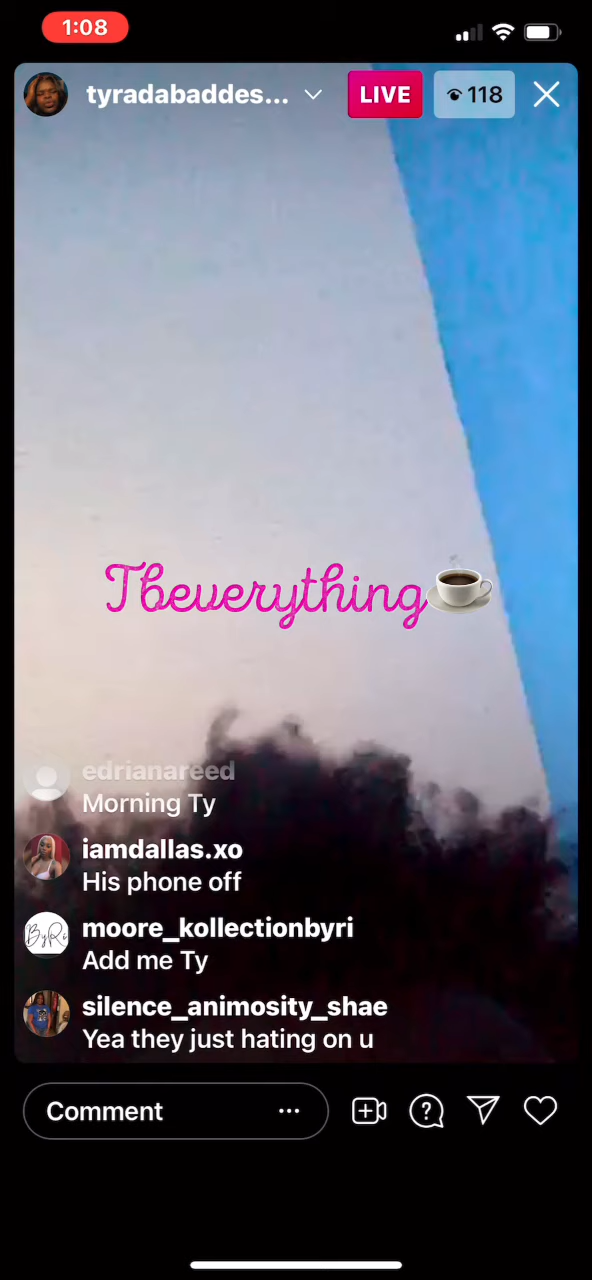 1:08
tyradabaddes...
LIVE
118
Tbeverything
edrianareed
Morning Ty
iamdallas.xo
His phone off
ByRi
moore_kollectionbyri
Add me Ty
silence_animosity_shae
Yea they just hating on u
Comment